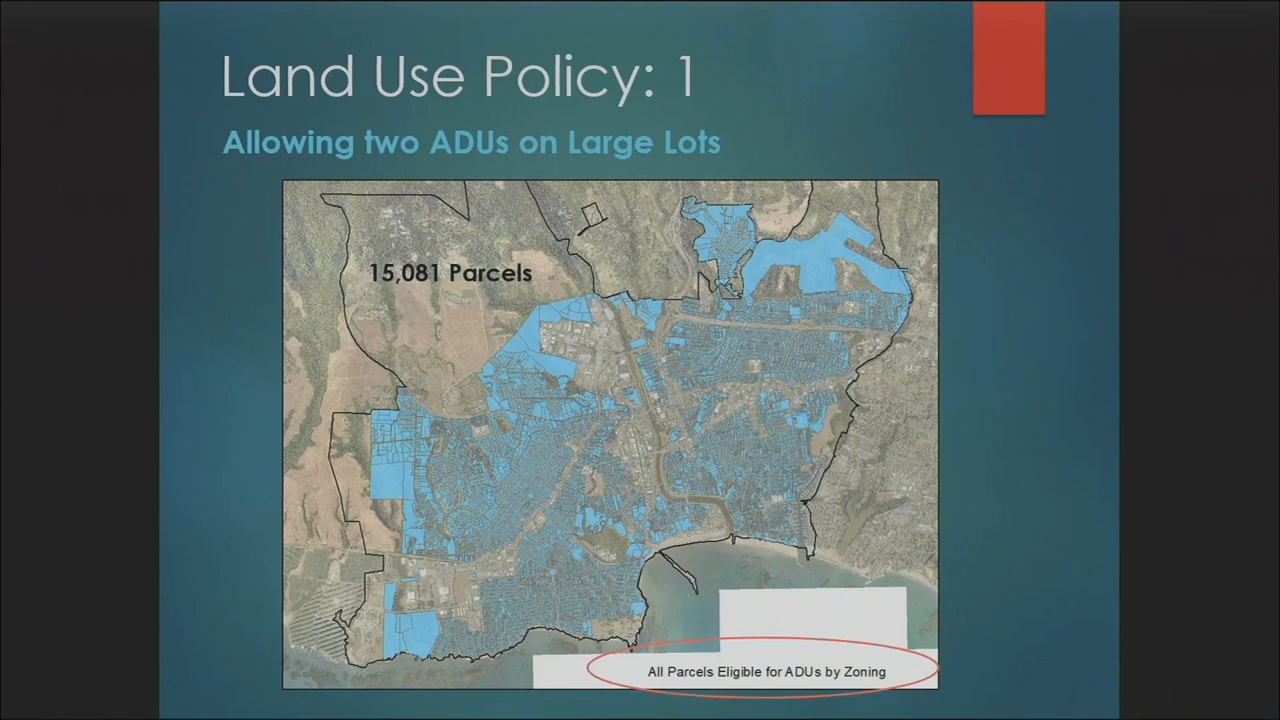 Land Use Policy: 1
Allowing two ADUs on Large Lots
15,081 Parcels
All Parcels Eligible for ADUs by Zoning